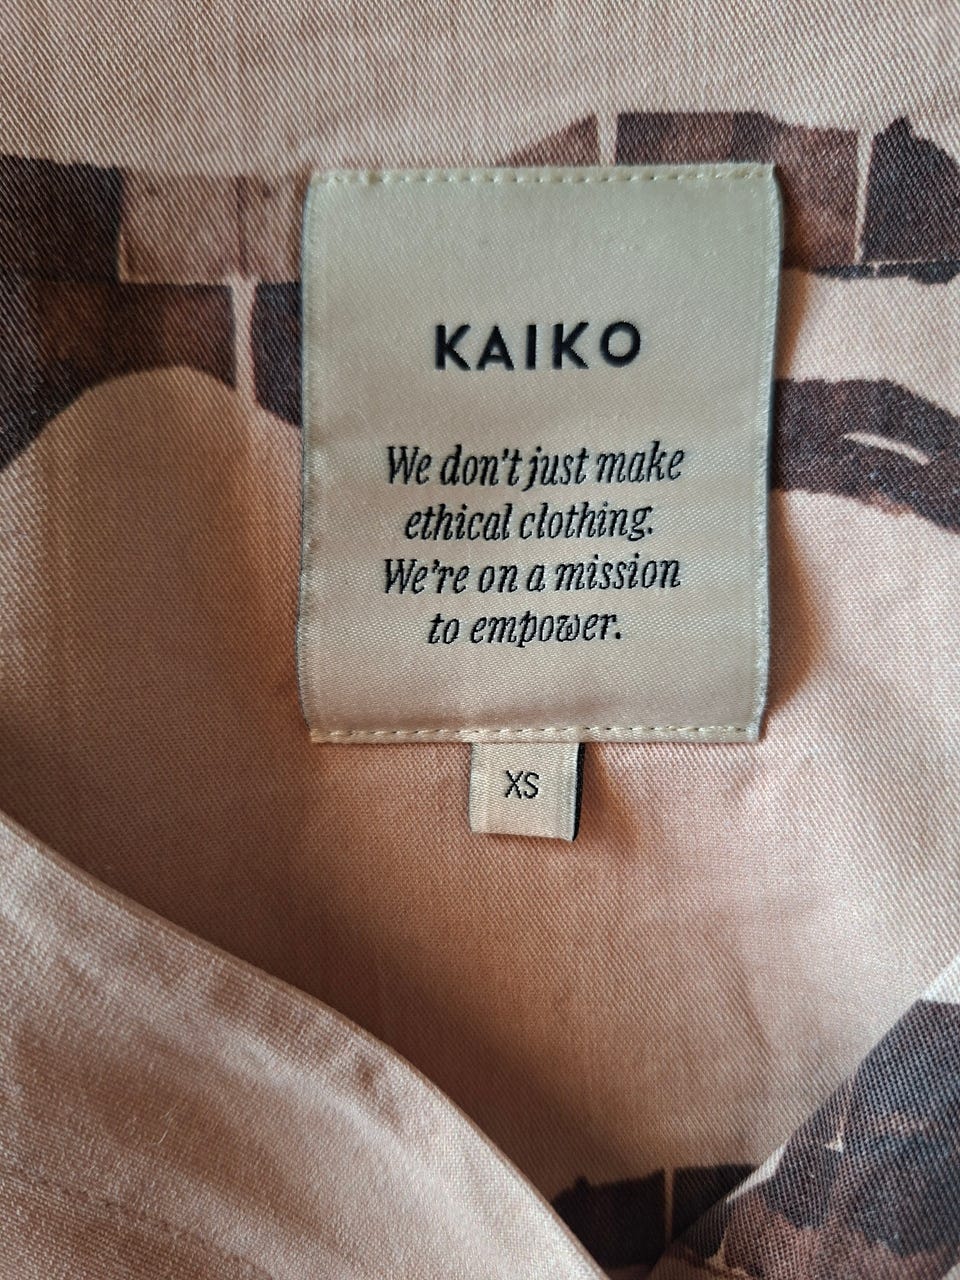 KAIKO
We don't just make
ethical clothing.
We're on a mission
to empower.
XS